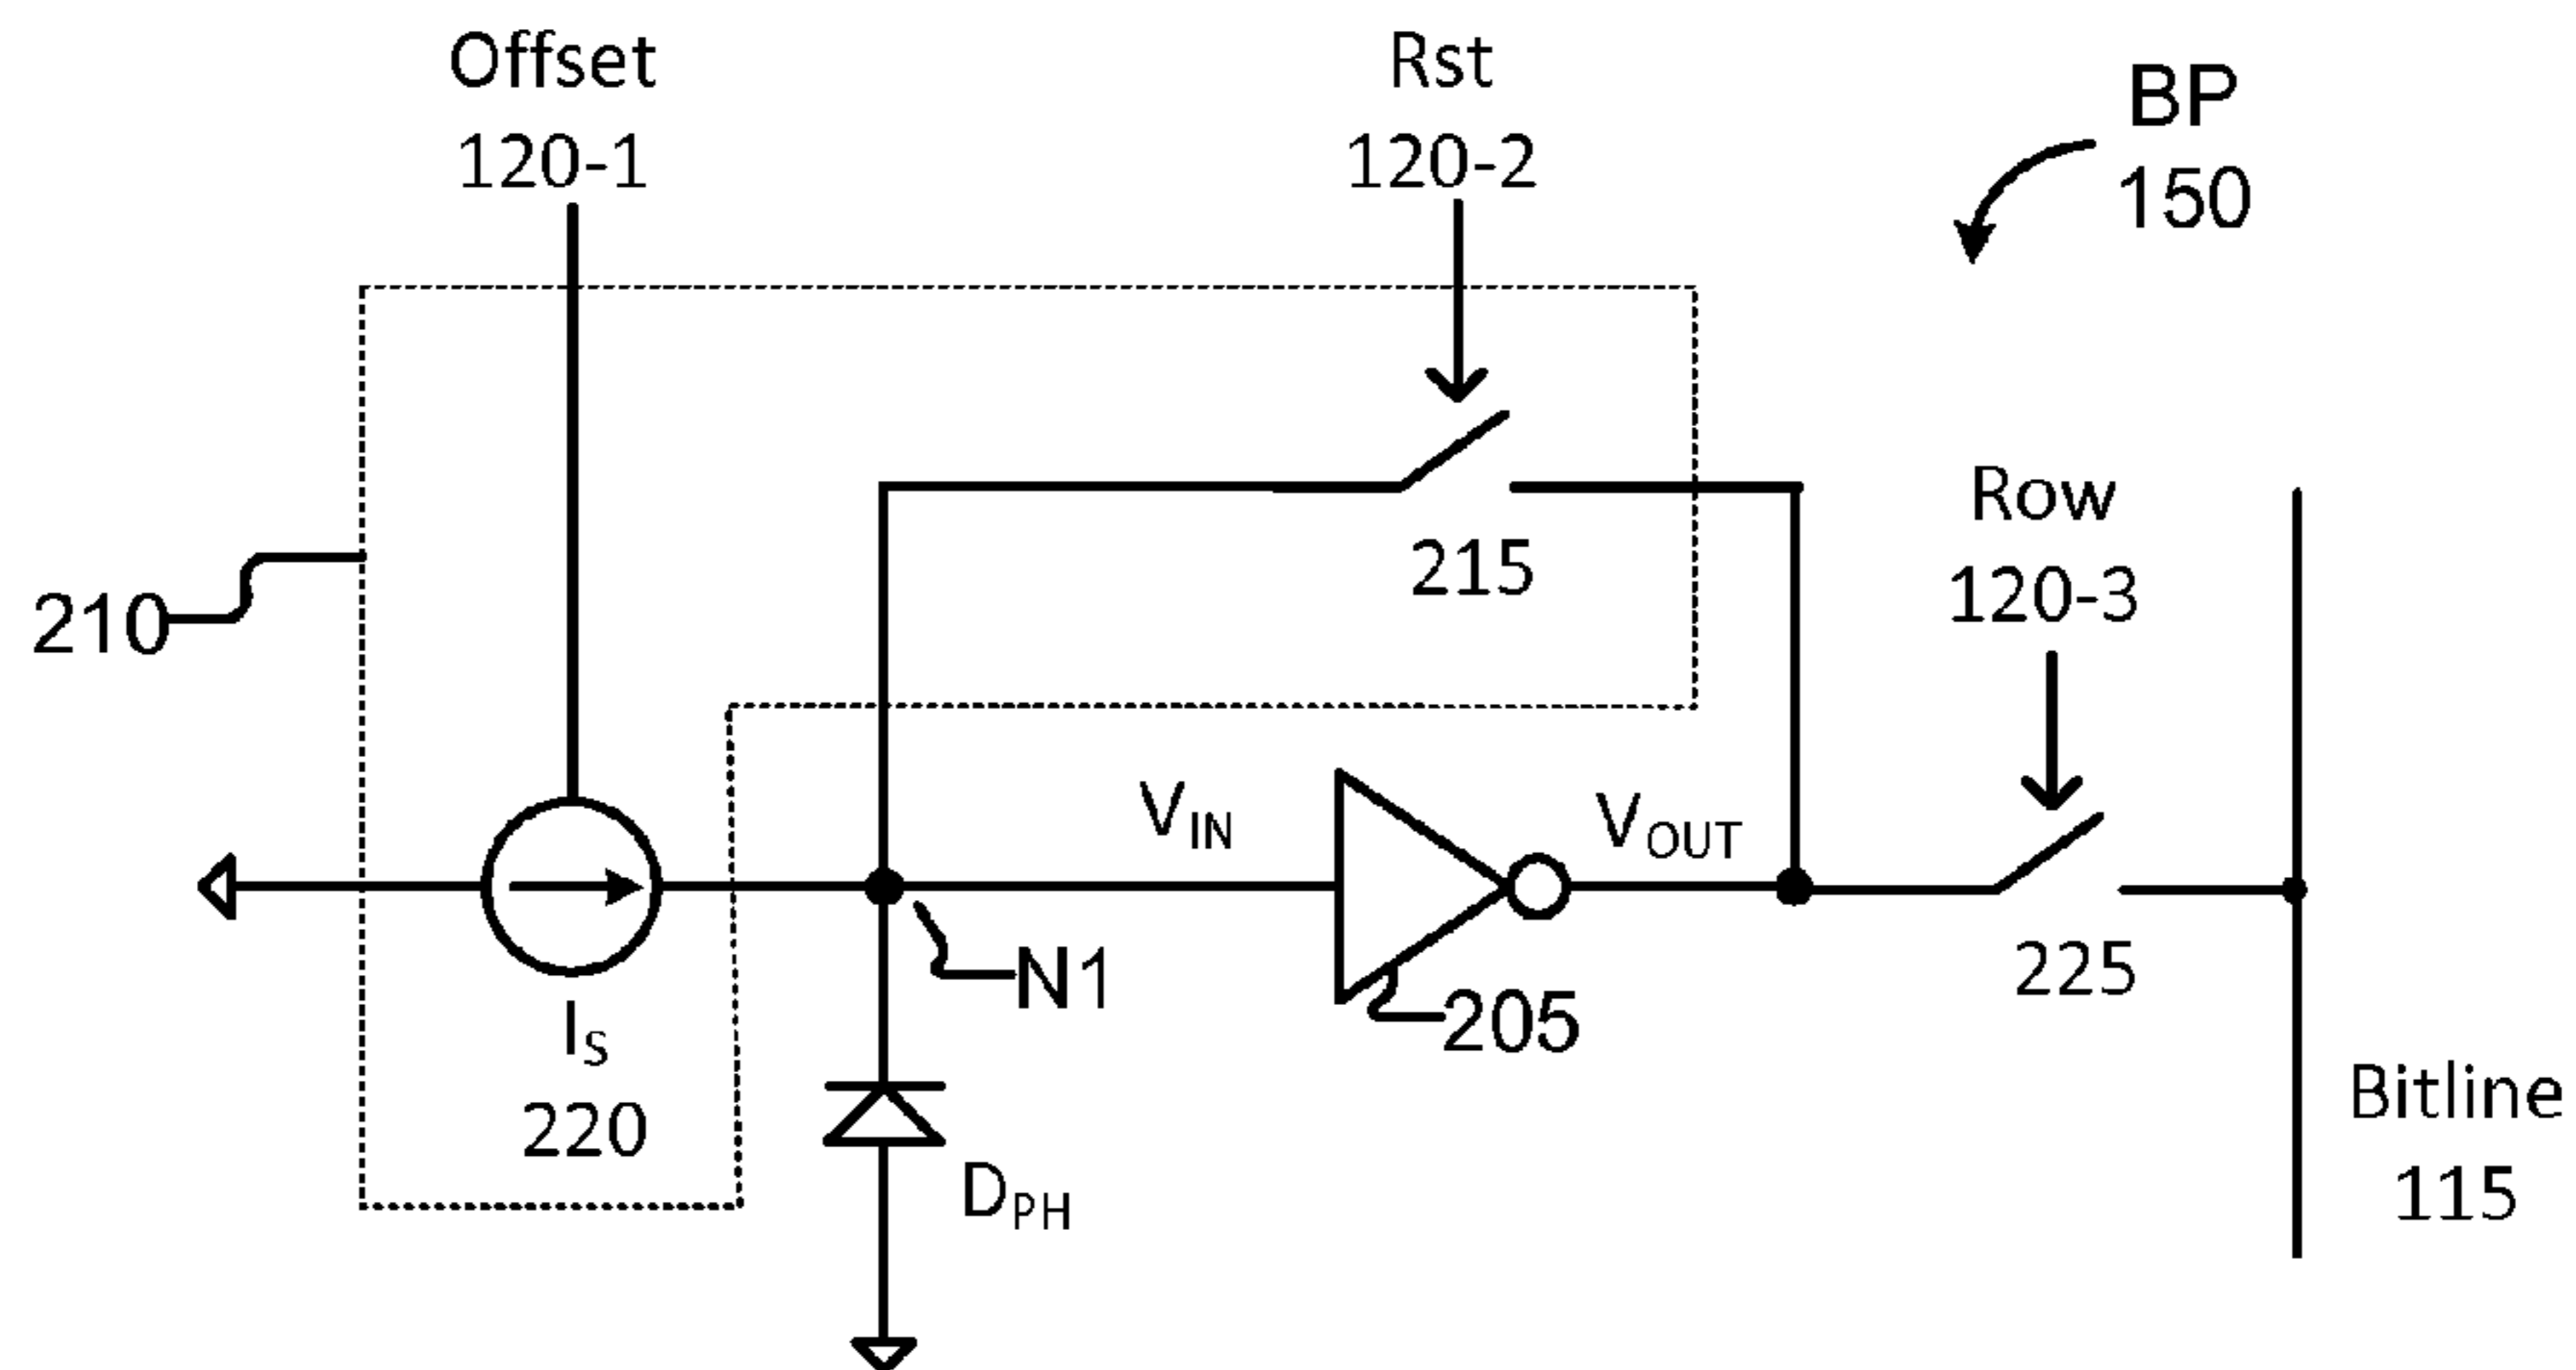 Offset
120-1
Rst
120-2
BP
150
210
215
Row
120-3
VIN
VOUT
N1
205
225
IS
220
DPH
Bitline
115